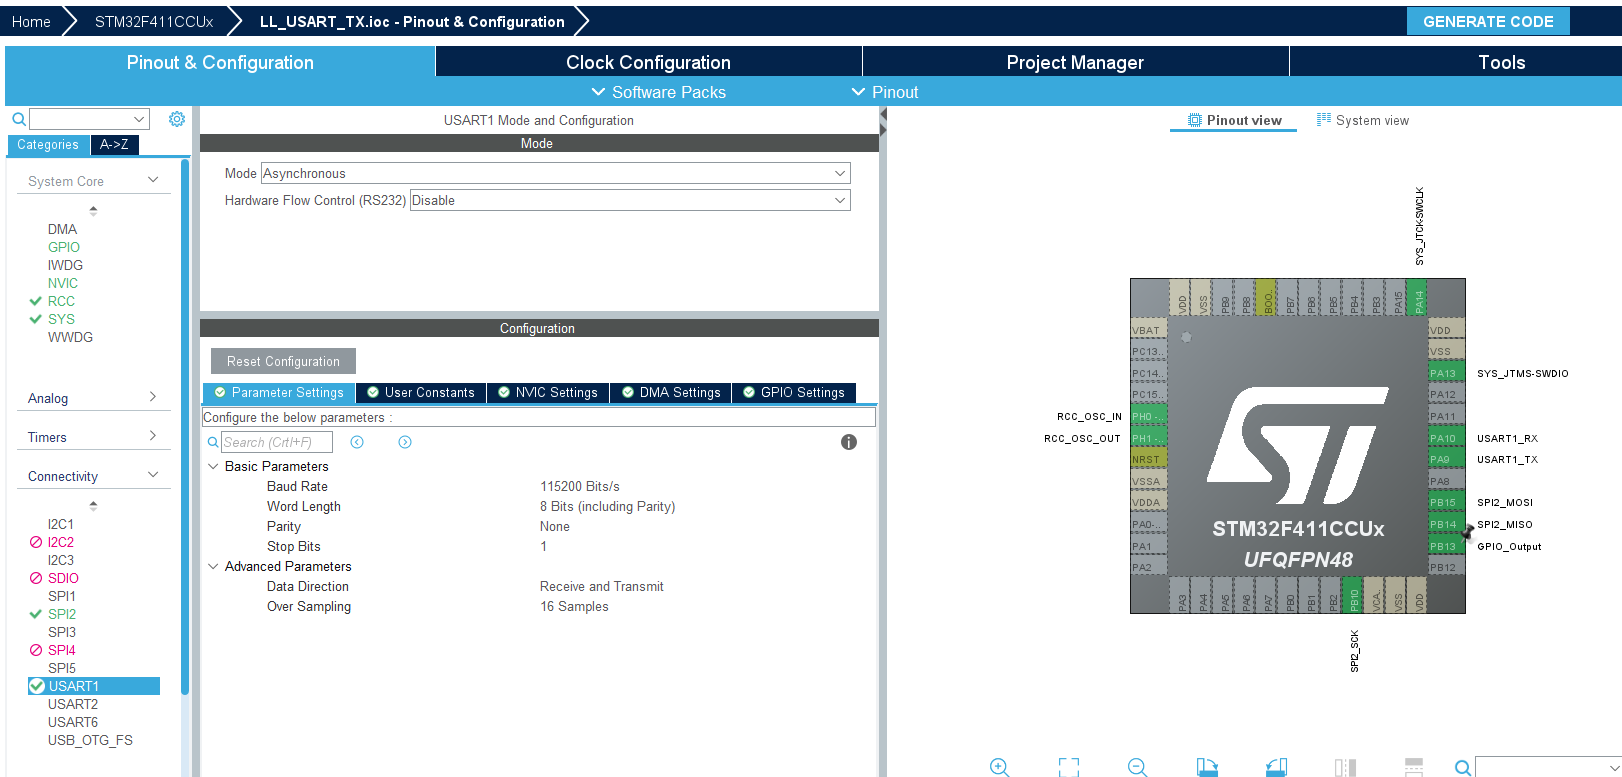 Home STM32F411CCUx LL_USART_TX.ioc - Pinout & Configuration GENERATE CODE
Pinout & Configuration Clock Configuration Project Manager Tools
Software Packs Pinout
Categories A->Z
System Core
DMA
GPIO
IWDG
NVIC
RCC
SYS
WWDG
Analog
Timers
Connectivity
I2C1
I2C2
I2C3
SDIO
SPI1
SPI2
SPI3
SPI4
SPI5
USART1
USART2
USART6
USB_OTG_FS
USART1 Mode and Configuration
Mode
Mode Asynchronous
Hardware Flow Control (RS232) Disable
Configuration
Reset Configuration
Parameter Settings User Constants NVIC Settings DMA Settings GPIO Settings
Configure the below parameters :
Search (Crtl+F)
Basic Parameters
Baud Rate 115200 Bits/s
Word Length 8 Bits (including Parity)
Parity None
Stop Bits 1
Advanced Parameters
Data Direction Receive and Transmit
Over Sampling 16 Samples
Pinout view System view
SYS_JTCK-SWCLK
VDD VSS PB9 PB8 BOO.. PB7 PB6 PB5 PB4 PB3 PA15 PA14
VBAT
PC13..
PC14..
PC15..
RCC_OSC_IN PH0 -..
RCC_OSC_OUT PH1 -..
NRST
VSSA
VDDA
PA0-..
PA1
PA2
VDD
VSS
PA13 SYS_JTMS-SWDIO
PA12
PA11
PA10 USART1_RX
PA9 USART1_TX
PA8
PB15 SPI2_MOSI
PB14 SPI2_MISO
PB13 GPIO_Output
PB12
STM32F411CCUx
UFQFPN48
PA3 PA4 PA5 PA6 PA7 PB0 PB1 PB2 PB10 VCA. VSS VDD
SPI2_SCK